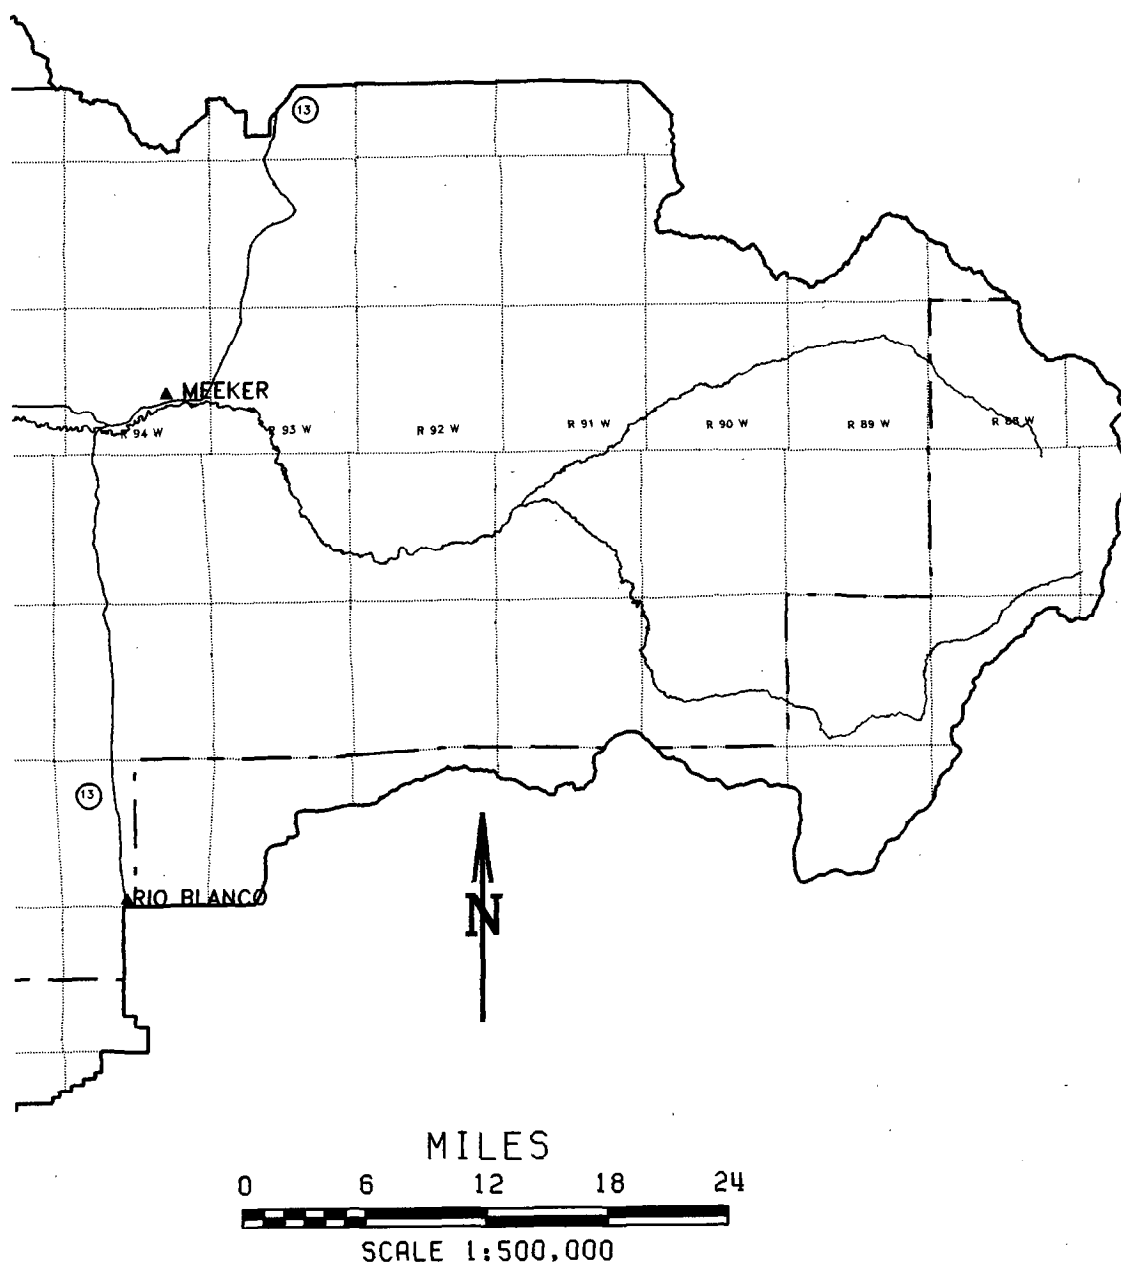 13
MEEKER
R 94 W R 93 W R 92 W R 91 W R 90 W R 89 W R 88 W
13
RIO BLANCO
N
MILES
0 6 12 18 24
SCALE 1:500,000